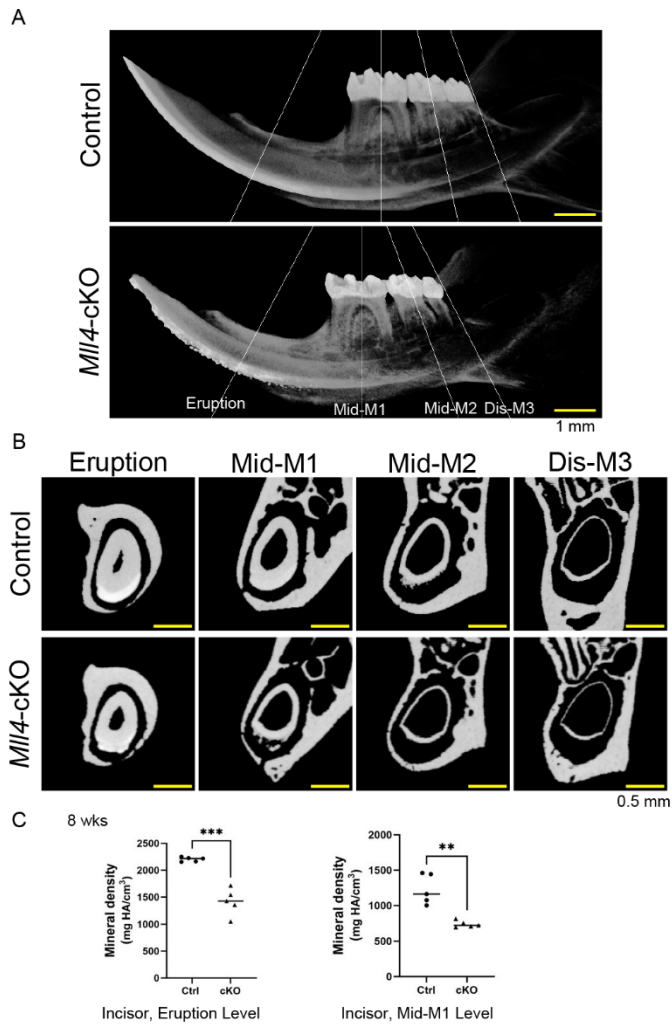 A
Control
Mll4-cKO
Eruption
Mid-M1
Mid-M2
Dis-M3
1 mm
B
Eruption
Mid-M1
Mid-M2
Dis-M3
Control
Mll4-cKO
0.5 mm
C
8 wks
Mineral density
(mg HA/cm³)
2500
2000
1500
1000
500
0
***
Ctrl
cKO
Incisor, Eruption Level
Mineral density
(mg HA/cm³)
2000
1500
1000
500
0
**
Ctrl
cKO
Incisor, Mid-M1 Level